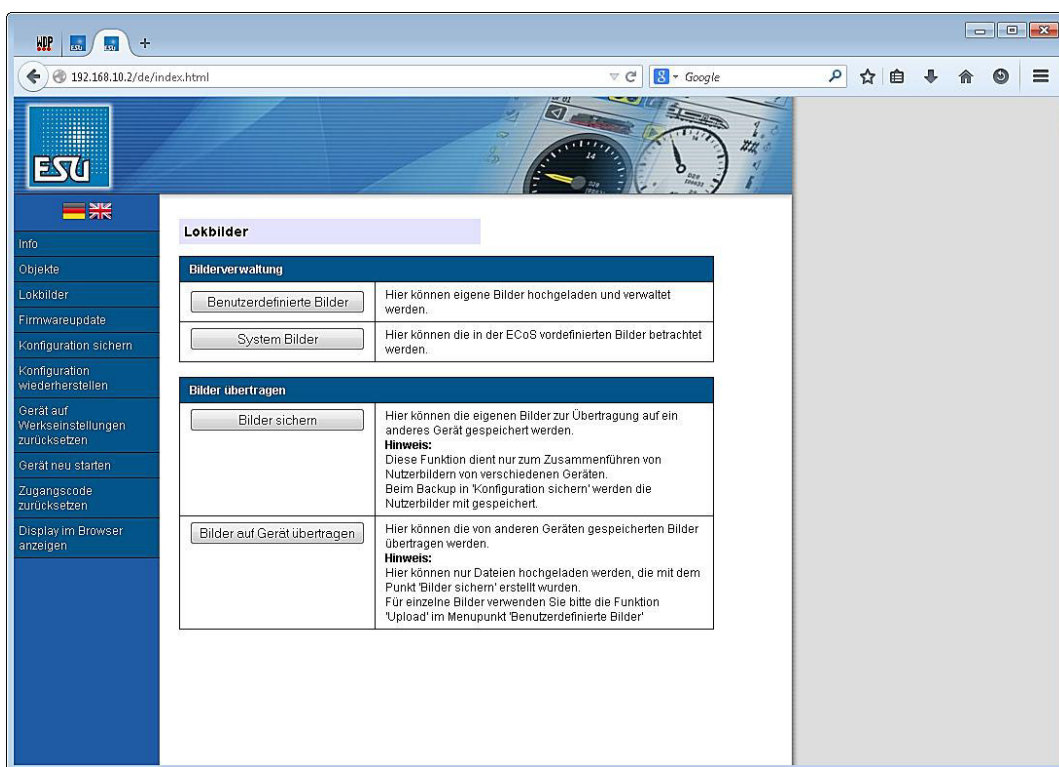 WDP
ESU
ESU
192.168.10.2/de/index.html
Google
ESU
Info
Objekte
Lokbilder
Firmwareupdate
Konfiguration sichern
Konfiguration
wiederherstellen
Gerät auf
Werkseinstellungen
zurücksetzen
Gerät neu starten
Zugangscode
zurücksetzen
Display im Browser
anzeigen
Lokbilder
Bilderverwaltung
Benutzerdefinierte Bilder
Hier können eigene Bilder hochgeladen und verwaltet
werden.
System Bilder
Hier können die in der ECoS vordefinierten Bilder betrachtet
werden.
Bilder übertragen
Bilder sichern
Hier können die eigenen Bilder zur Übertragung auf ein
anderes Gerät gespeichert werden.
Hinweis:
Diese Funktion dient nur zum Zusammenführen von
Nutzerbildern von verschiedenen Geräten.
Beim Backup in 'Konfiguration sichern' werden die
Nutzerbilder mit gespeichert.
Bilder auf Gerät übertragen
Hier können die von anderen Geräten gespeicherten Bilder
übertragen werden.
Hinweis:
Hier können nur Dateien hochgeladen werden, die mit dem
Punkt 'Bilder sichern' erstellt wurden.
Für einzelne Bilder verwenden Sie bitte die Funktion
'Upload' im Menupunkt 'Benutzerdefinierte Bilder'